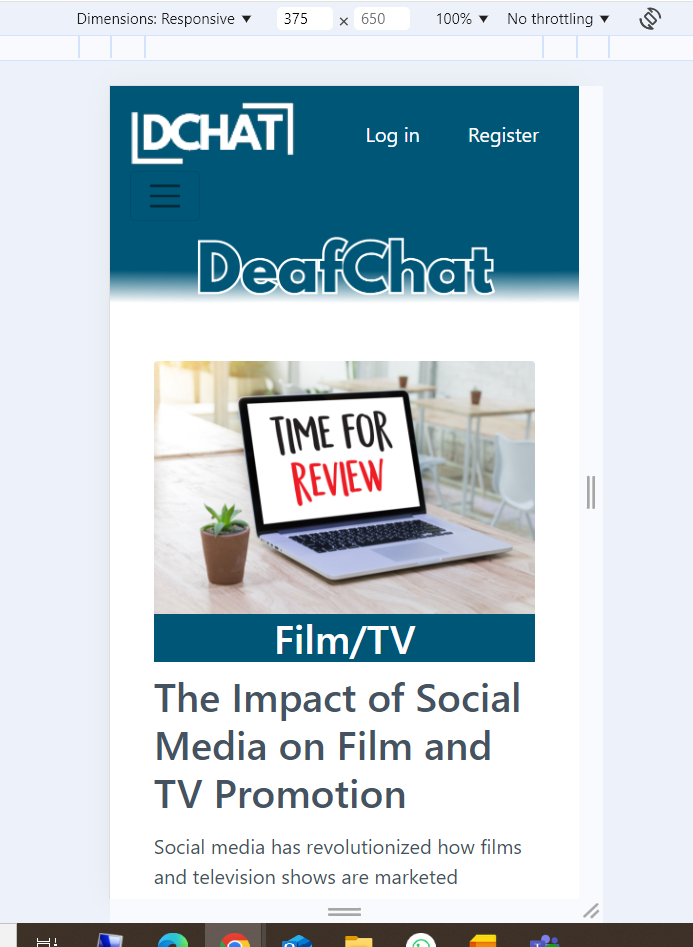 Dimensions: Responsive ▼ 375 × 650 100% ▼ No throttling ▼
DCHAT Log in Register
DeafChat
TIME FOR
REVIEW
Film/TV
The Impact of Social
Media on Film and
TV Promotion
Social media has revolutionized how films
and television shows are marketed